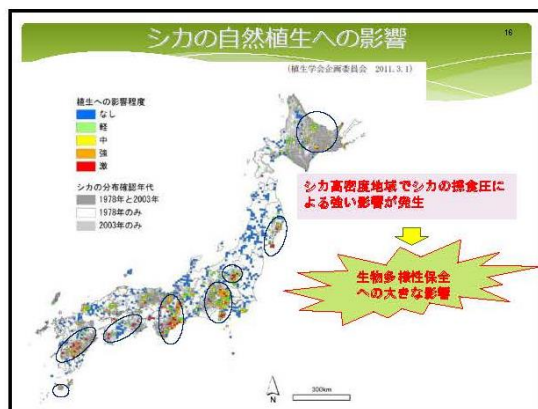 シカの自然植生への影響
16
(植生学会企画委員会 2011.3.1)
植生への影響程度
なし
軽
中
強
激
シカの分布確認年代
1978年と2003年
1978年のみ
2003年のみ
シカ高密度地域でシカの採食圧に
よる強い影響が発生
生物多様性保全
への大きな影響
N
300km